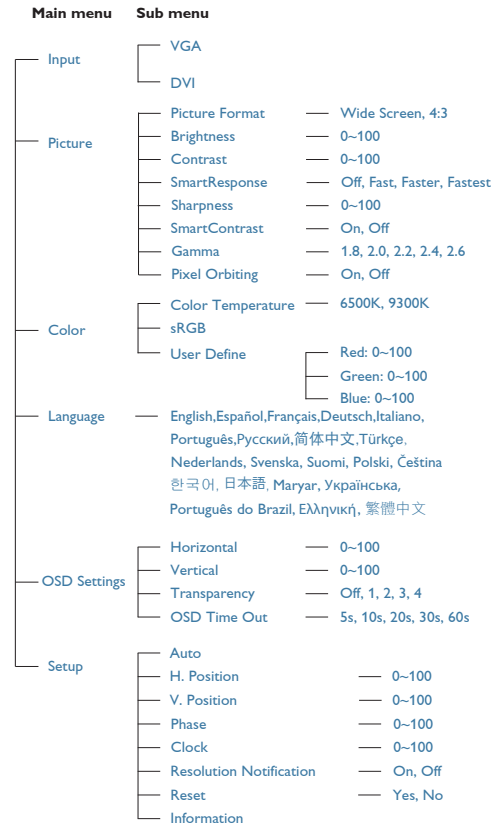 Main menu Sub menu
Input
VGA
DVI
Picture
Picture Format Wide Screen, 4:3
Brightness 0~100
Contrast 0~100
SmartResponse Off, Fast, Faster, Fastest
Sharpness 0~100
SmartContrast On, Off
Gamma 1.8, 2.0, 2.2, 2.4, 2.6
Pixel Orbiting On, Off
Color
Color Temperature 6500K, 9300K
sRGB
User Define Red: 0~100
Green: 0~100
Blue: 0~100
Language
English,Español,Français,Deutsch,Italiano,
Português,Русский,简体中文,Türkçe,
Nederlands, Svenska, Suomi, Polski, Čeština
한국어, 日本語, Maryar, Українська,
Português do Brazil, Ελληνική, 繁體中文
OSD Settings
Horizontal 0~100
Vertical 0~100
Transparency Off, 1, 2, 3, 4
OSD Time Out 5s, 10s, 20s, 30s, 60s
Setup
Auto
H. Position 0~100
V. Position 0~100
Phase 0~100
Clock 0~100
Resolution Notification On, Off
Reset Yes, No
Information